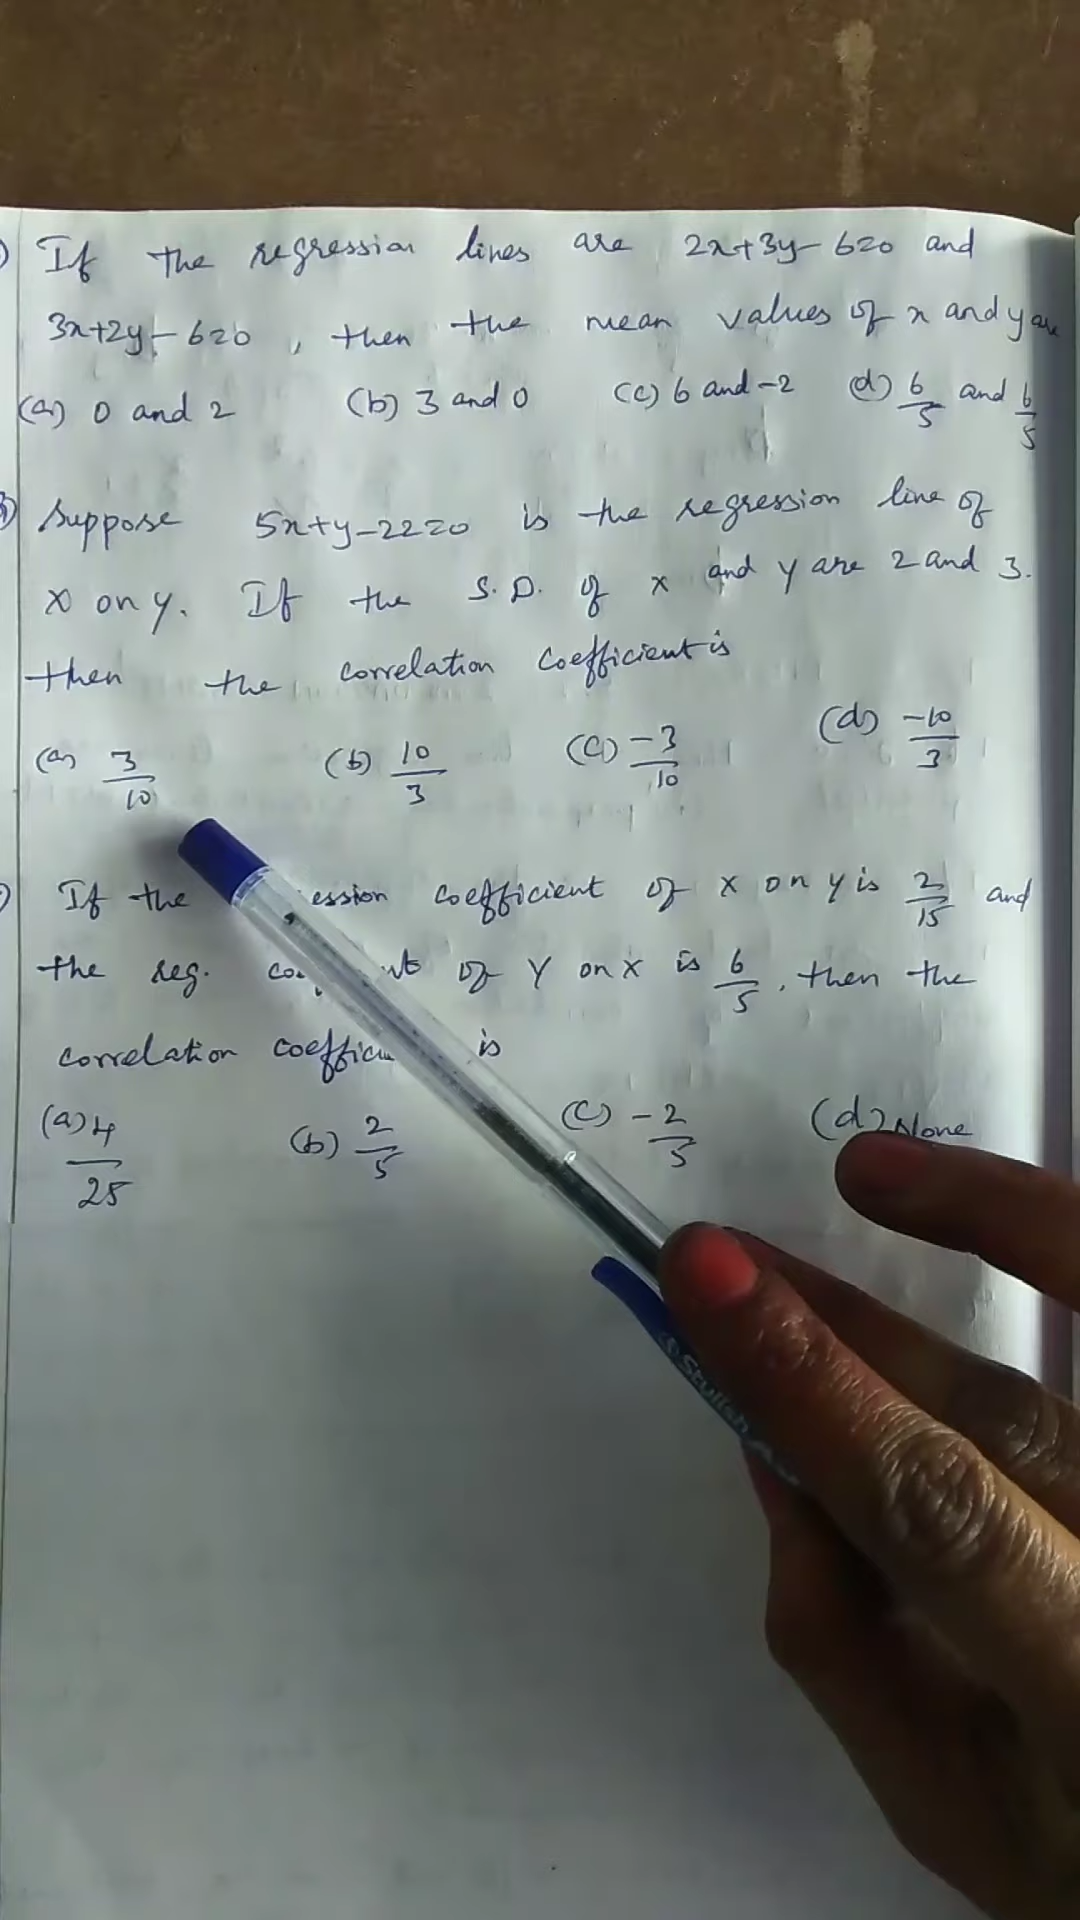 ) If the regression lines are 2x+3y-6=0 and
3x+2y-6=0, then the mean values of x and y are
(a) 0 and 2 (b) 3 and 0 (c) 6 and -2 (d) 6/5 and 6/5
) Suppose 5x+y-22=0 is the regression line of
X on y. If the S.D. of x and y are 2 and 3.
then the correlation coefficient is
(a) 3/10 (b) 10/3 (c) -3/10 (d) -10/3
) If the ession coefficient of X on y is 2/15 and
the reg. of Y on X is 6/5, then the
correlation is
(a) 4/25 (b) 2/5 (c) -2/5 (d) None